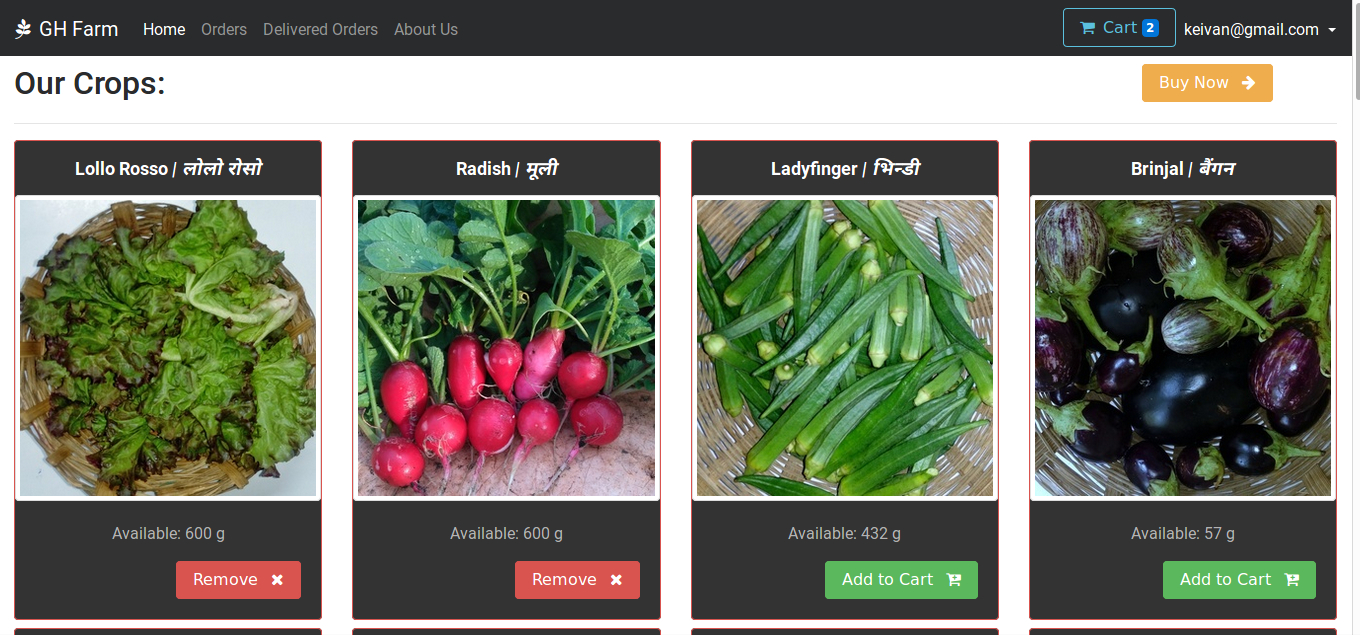 GH Farm Home Orders Delivered Orders About Us Cart 2 keivan@gmail.com
Our Crops: Buy Now
Lollo Rosso / लोलो रोसो
Radish / मूली
Ladyfinger / भिन्डी
Brinjal / बैंगन
Available: 600 g
Available: 600 g
Available: 432 g
Available: 57 g
Remove
Remove
Add to Cart
Add to Cart